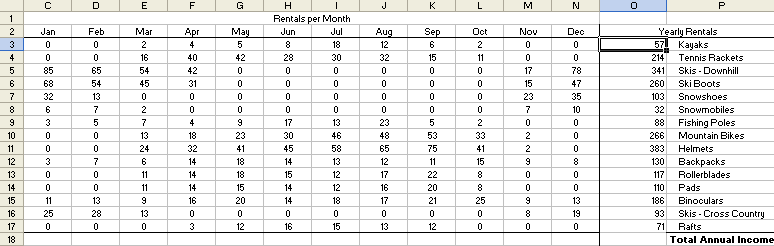 C D E F G H I J K L M N O P
1 Rentals per Month
2 Jan Feb Mar Apr May Jun Jul Aug Sep Oct Nov Dec Yearly Rentals
3 0 0 2 4 5 8 18 12 6 2 0 0 57 Kayaks
4 0 0 16 40 42 28 30 32 15 11 0 0 214 Tennis Rackets
5 85 65 54 42 0 0 0 0 0 0 17 78 341 Skis - Downhill
6 68 54 45 31 0 0 0 0 0 0 15 47 260 Ski Boots
7 32 13 0 0 0 0 0 0 0 0 23 35 103 Snowshoes
8 6 7 2 0 0 0 0 0 0 0 7 10 32 Snowmobiles
9 3 5 7 4 9 17 13 23 5 2 0 0 88 Fishing Poles
10 0 0 13 18 23 30 46 48 53 33 2 0 266 Mountain Bikes
11 0 0 24 32 41 45 58 65 75 41 2 0 383 Helmets
12 3 7 6 14 18 14 13 12 11 15 9 8 130 Backpacks
13 0 0 11 14 18 15 12 17 22 8 0 0 117 Rollerblades
14 0 0 11 14 15 14 12 16 20 8 0 0 110 Pads
15 11 13 9 16 20 14 18 17 21 25 9 13 186 Binoculars
16 25 28 13 0 0 0 0 0 0 0 8 19 93 Skis - Cross Country
17 0 0 0 3 12 16 15 13 12 0 0 0 71 Rafts
18 Total Annual Income